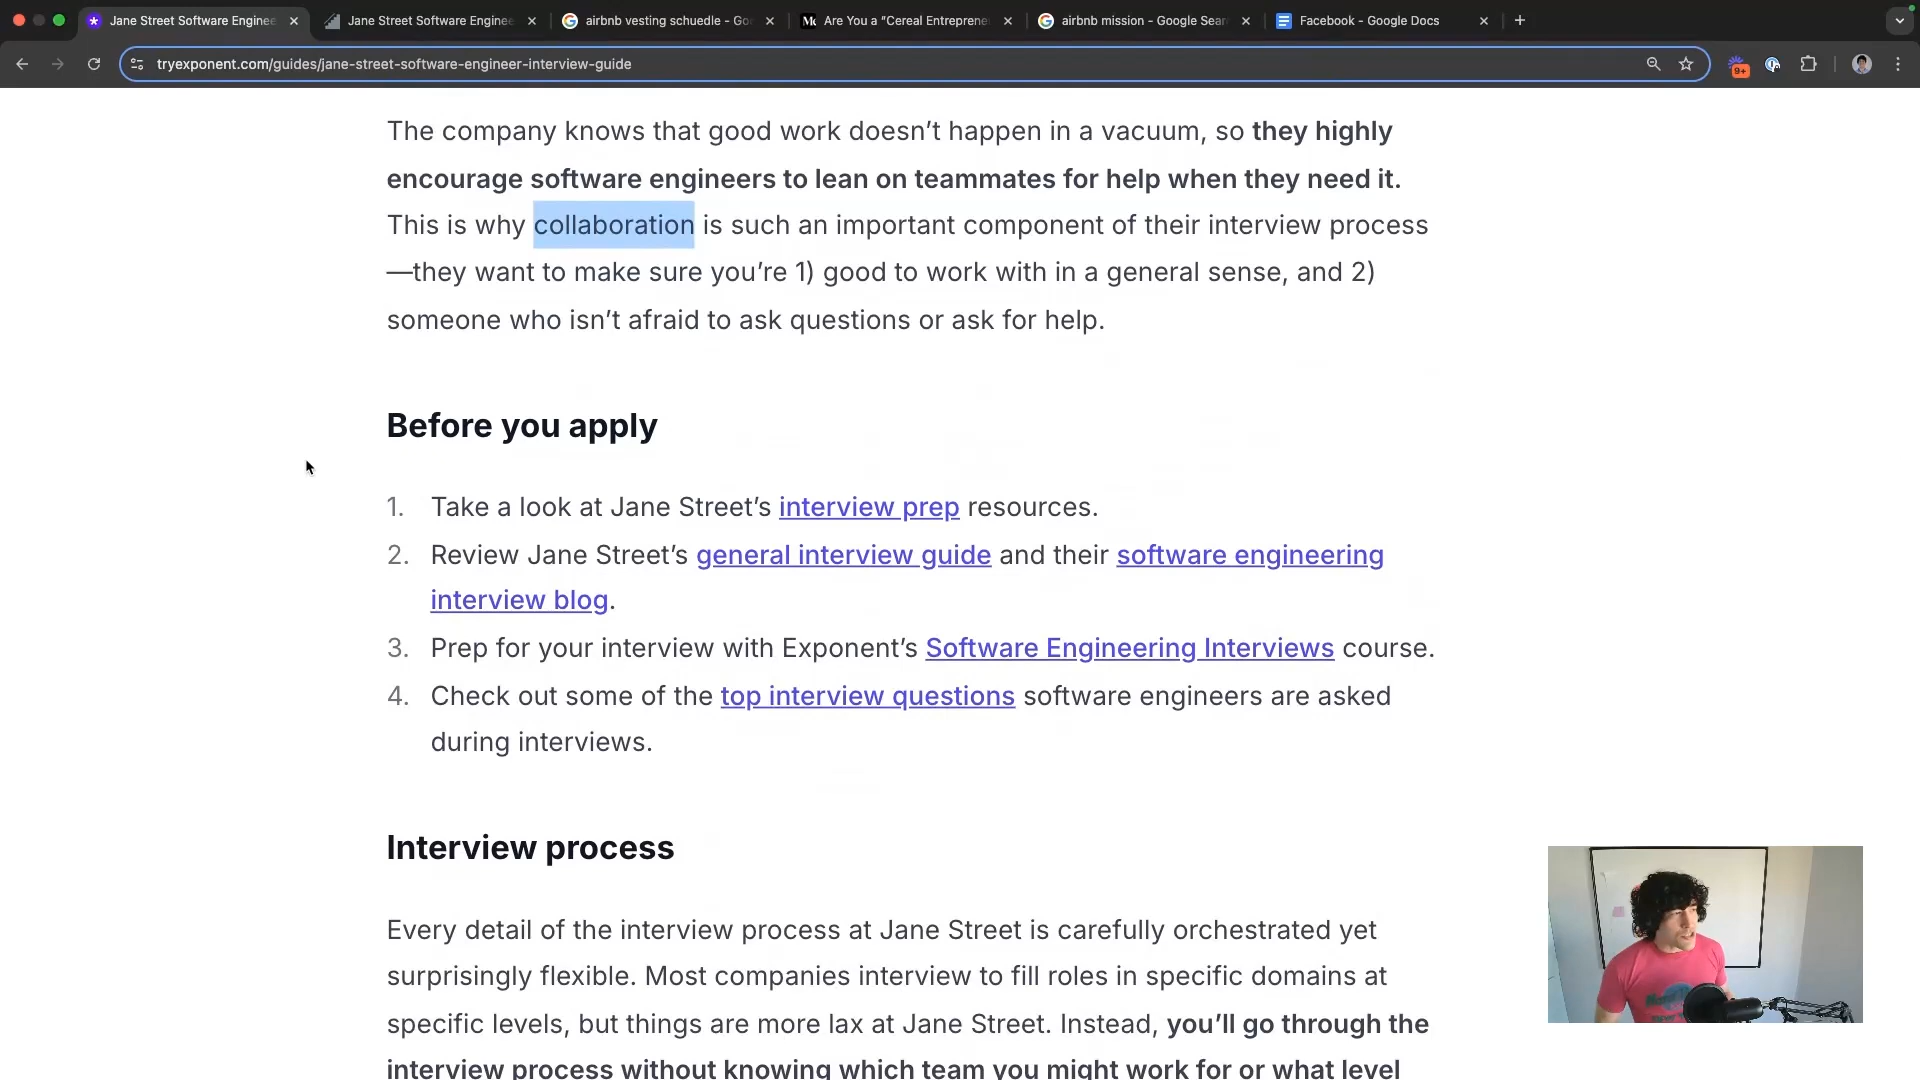 Jane Street Software Enginee
Jane Street Software Enginee
airbnb vesting schuedle - Go
Are You a "Cereal Entreprene
airbnb mission - Google Sear
Facebook - Google Docs
tryexponent.com/guides/jane-street-software-engineer-interview-guide
9+
The company knows that good work doesn’t happen in a vacuum, so they highly
encourage software engineers to lean on teammates for help when they need it.
This is why collaboration is such an important component of their interview process
—they want to make sure you’re 1) good to work with in a general sense, and 2)
someone who isn’t afraid to ask questions or ask for help.
Before you apply
1. Take a look at Jane Street’s interview prep resources.
2. Review Jane Street’s general interview guide and their software engineering
interview blog.
3. Prep for your interview with Exponent’s Software Engineering Interviews course.
4. Check out some of the top interview questions software engineers are asked
during interviews.
Interview process
Every detail of the interview process at Jane Street is carefully orchestrated yet
surprisingly flexible. Most companies interview to fill roles in specific domains at
specific levels, but things are more lax at Jane Street. Instead, you’ll go through the
interview process without knowing which team you might work for or what level